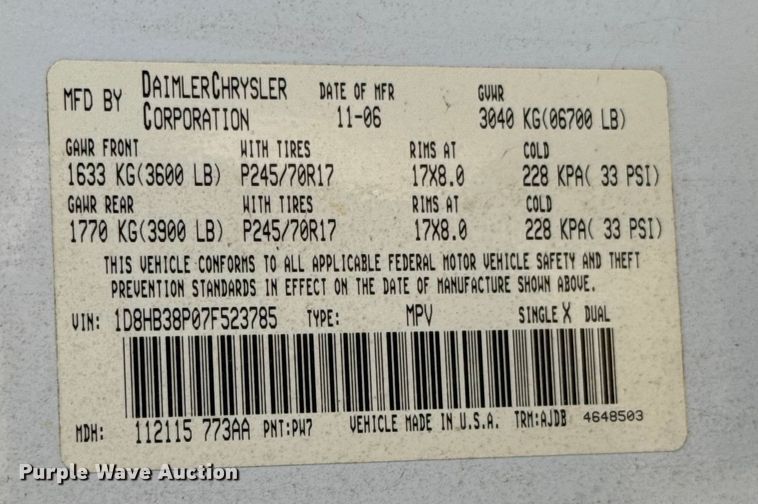 MFD BY DAIMLERCHRYSLER CORPORATION DATE OF MFR 11-06 GVWR 3040 KG(06700 LB)
GAWR FRONT WITH TIRES RIMS AT COLD
1633 KG(3600 LB) P245/70R17 17X8.0 228 KPA( 33 PSI)
GAWR REAR WITH TIRES RIMS AT COLD
1770 KG(3900 LB) P245/70R17 17X8.0 228 KPA( 33 PSI)
THIS VEHICLE CONFORMS TO ALL APPLICABLE FEDERAL MOTOR VEHICLE SAFETY AND THEFT
PREVENTION STANDARDS IN EFFECT ON THE DATE OF MANUFACTURE SHOWN ABOVE.
VIN: 1D8HB38P07F523785 TYPE: MPV SINGLE X DUAL
MDH: 112115 773AA PNT:PW7 VEHICLE MADE IN U.S.A. TRM:AJDB 4648503
Purple Wave Auction